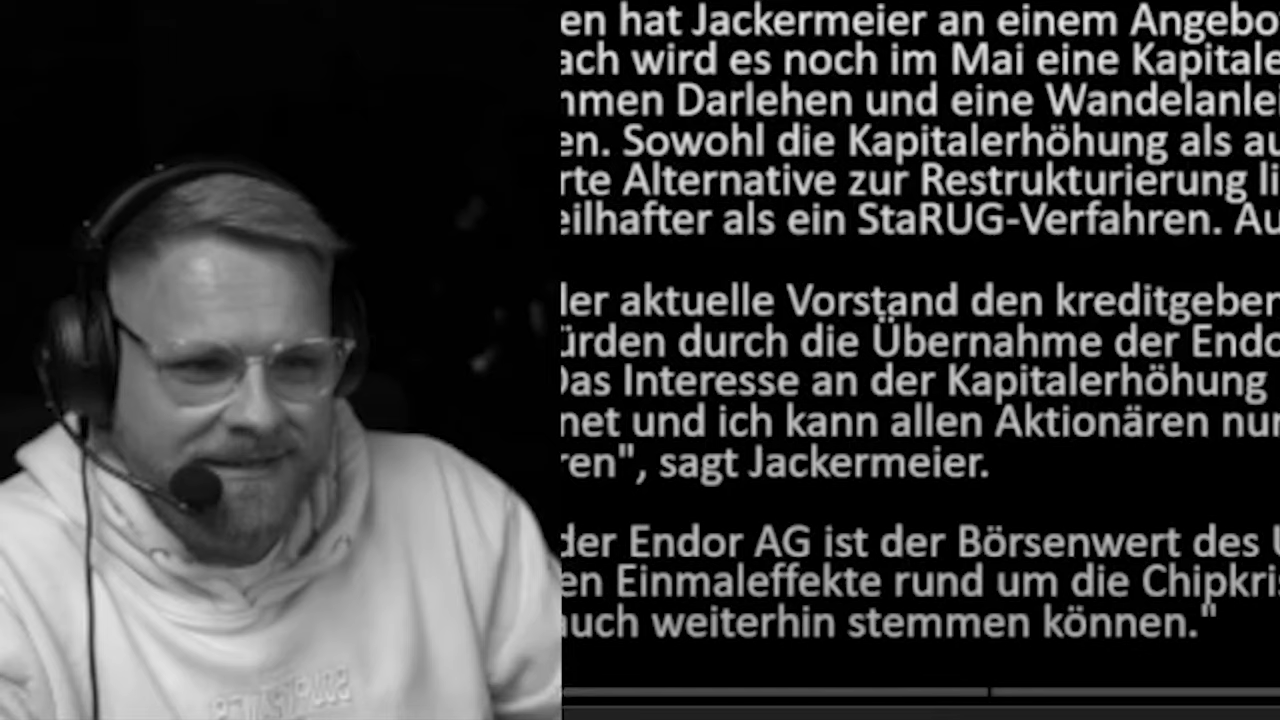 en hat Jackermeier an einem Angebo
ach wird es noch im Mai eine Kapitale
nmen Darlehen und eine Wandelanlei
en. Sowohl die Kapitalerhöhung als au
rte Alternative zur Restrukturierung li
eilhafter als ein StaRUG-Verfahren. Au
ler aktuelle Vorstand den kreditgeber
ürden durch die Übernahme der Endo
Das Interesse an der Kapitalerhöhung
net und ich kann allen Aktionären nur
ren", sagt Jackermeier.
der Endor AG ist der Börsenwert des U
en Einmaleffekte rund um die Chipkris
auch weiterhin stemmen können."